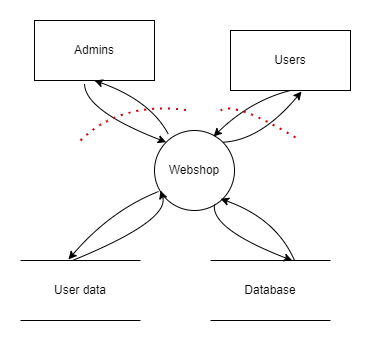 Admins
Users
Webshop
User data
Database